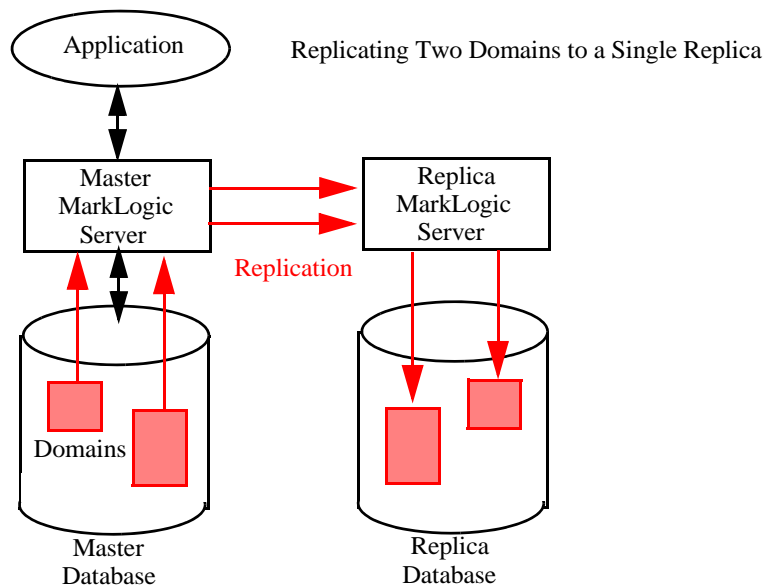 Application
Replicating Two Domains to a Single Replica
Master
MarkLogic
Server
Replica
MarkLogic
Server
Replication
Domains
Master
Database
Replica
Database